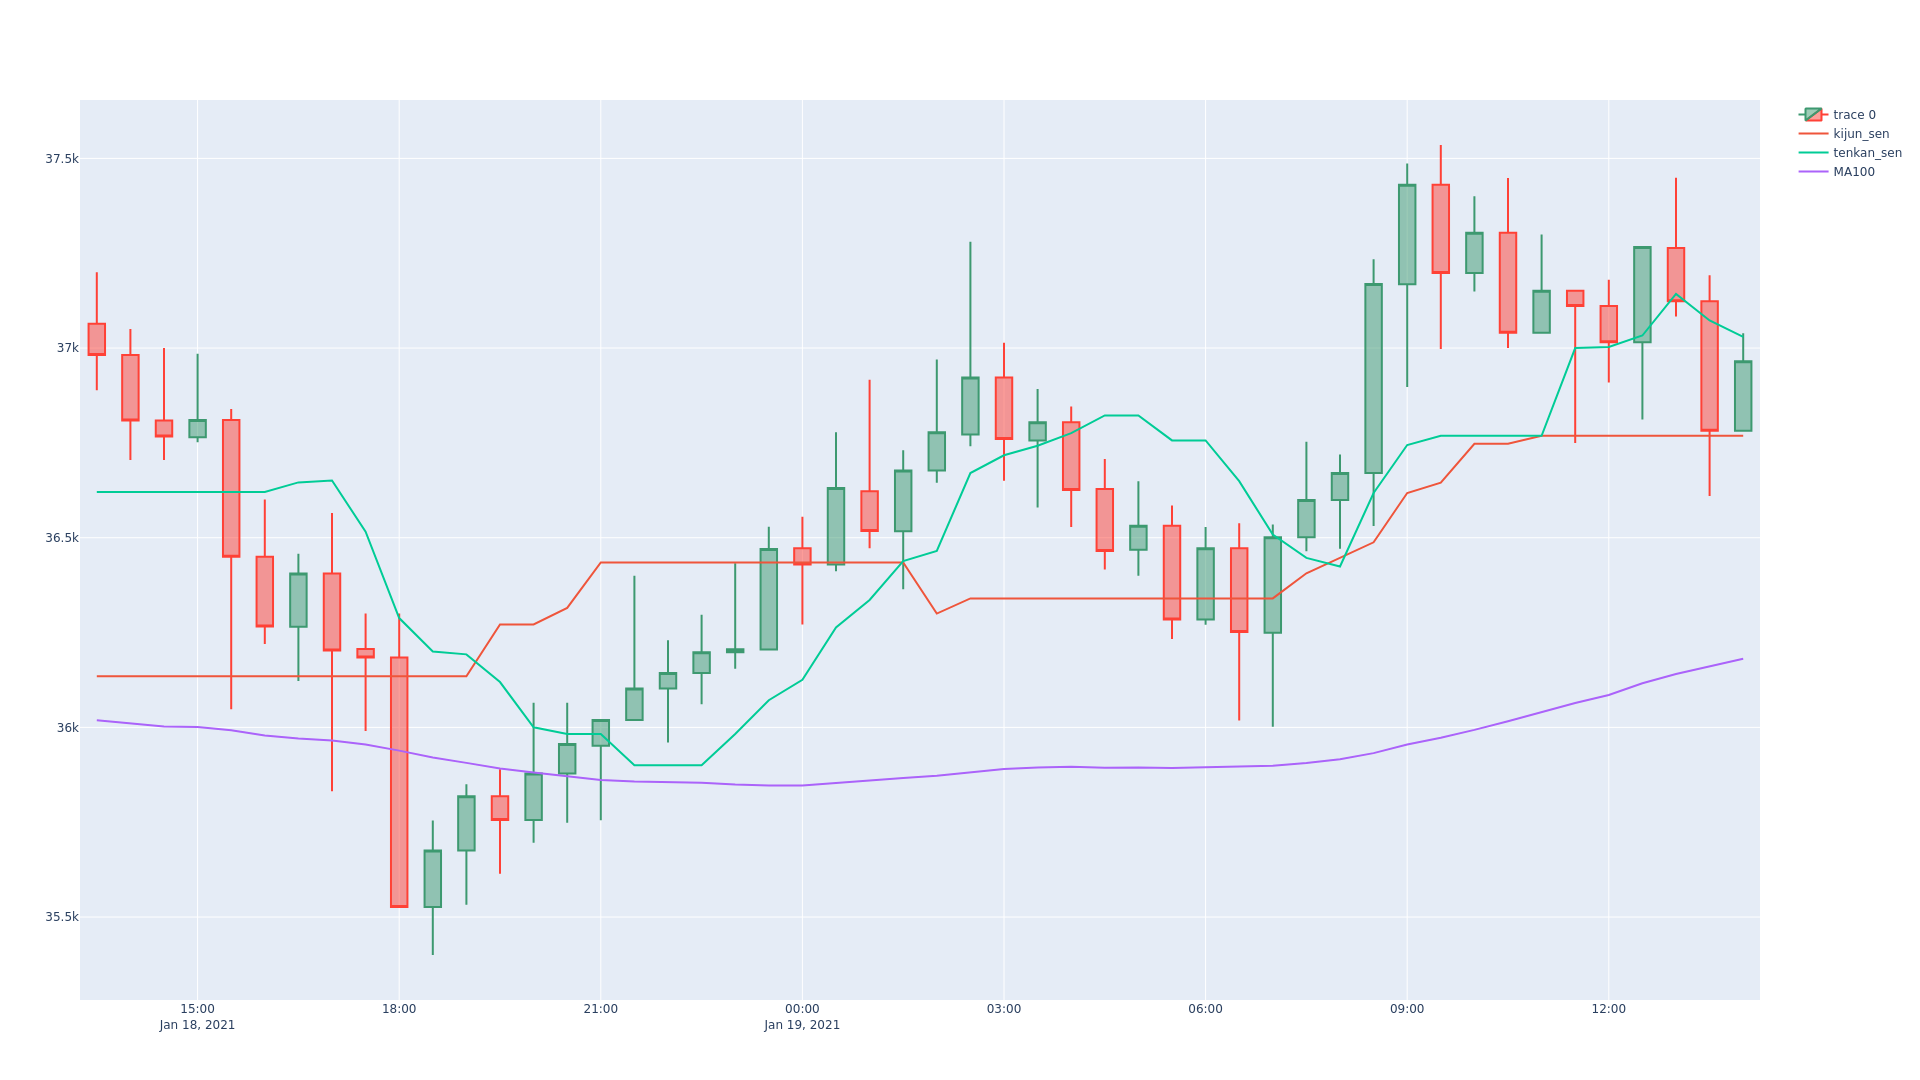 trace 0
kijun_sen
tenkan_sen
MA100
37.5k
37k
36.5k
36k
35.5k
15:00 18:00 21:00 00:00 03:00 06:00 09:00 12:00
Jan 18, 2021 Jan 19, 2021